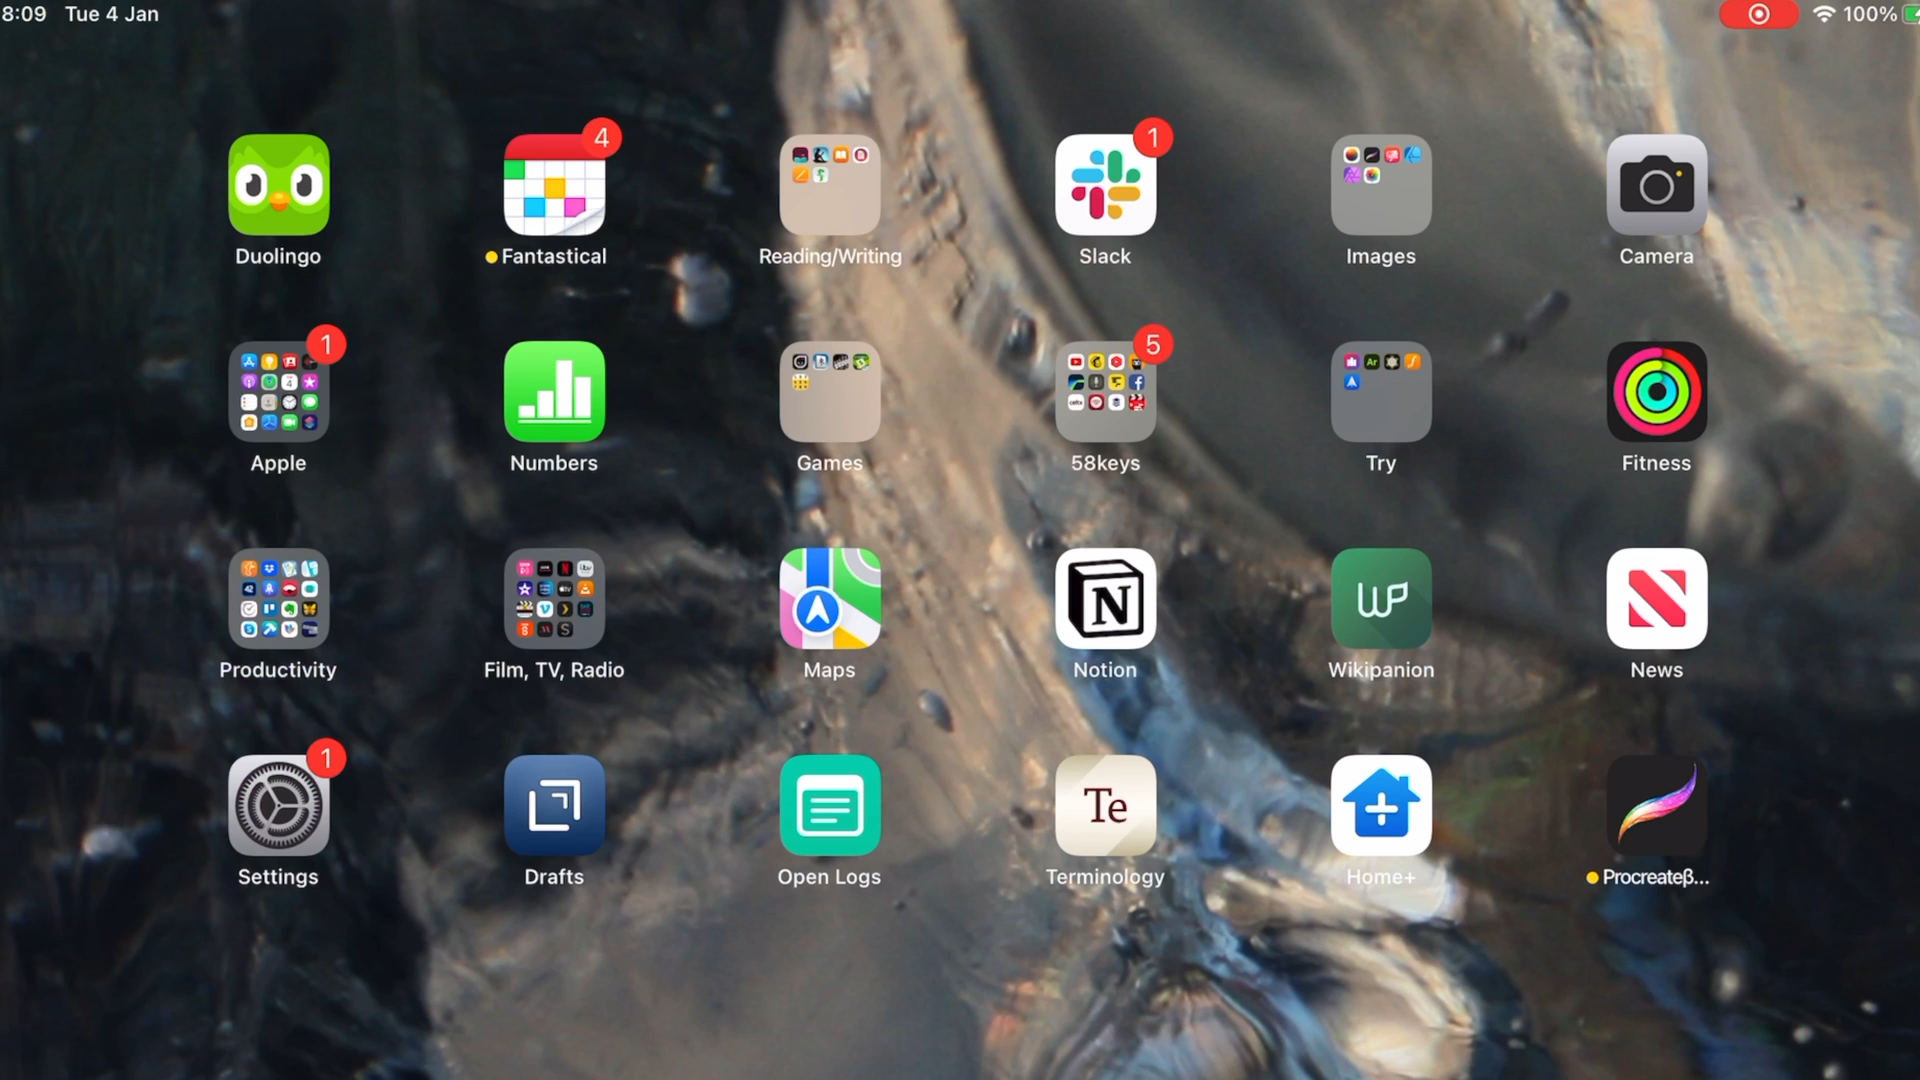 8:09 Tue 4 Jan 100%
4 1
Duolingo Fantastical Reading/Writing Slack Images Camera
1 5
Apple Numbers Games 58keys Try Fitness
N WP
Productivity Film, TV, Radio Maps Notion Wikipanion News
1
Te
Settings Drafts Open Logs Terminology Home+ Procreateβ...